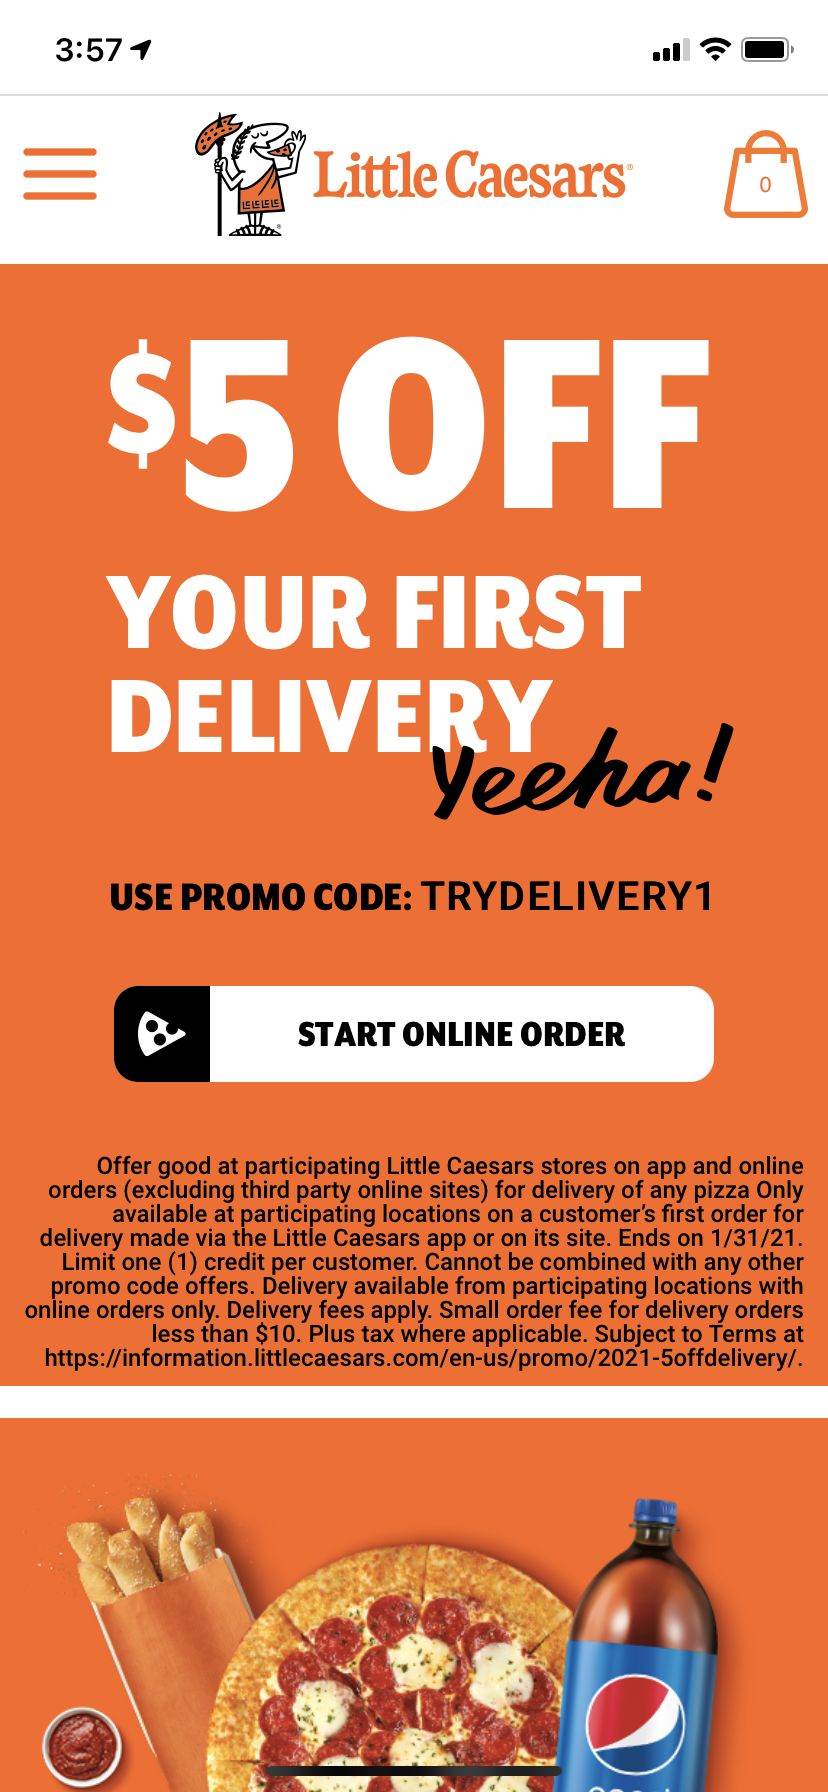 3:57
LELELELE
Little Caesars®
0
$5 OFF
YOUR FIRST
DELIVERY
Yeeha!
USE PROMO CODE: TRYDELIVERY1
START ONLINE ORDER
Offer good at participating Little Caesars stores on app and online
orders (excluding third party online sites) for delivery of any pizza Only
available at participating locations on a customer's first order for
delivery made via the Little Caesars app or on its site. Ends on 1/31/21.
Limit one (1) credit per customer. Cannot be combined with any other
promo code offers. Delivery available from participating locations with
online orders only. Delivery fees apply. Small order fee for delivery orders
less than $10. Plus tax where applicable. Subject to Terms at
https://information.littlecaesars.com/en-us/promo/2021-5offdelivery/.